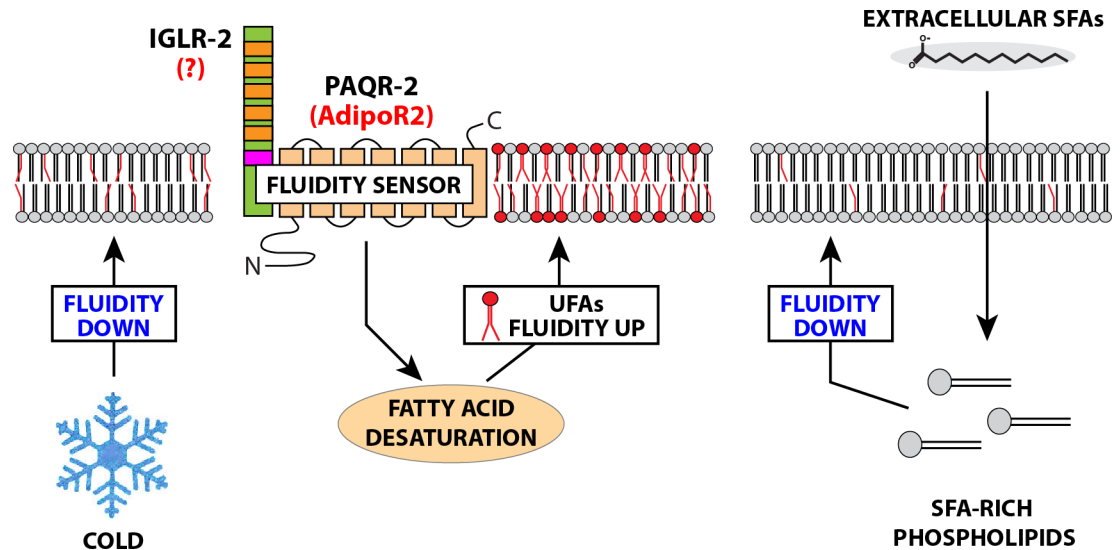 IGLR-2
(?)
PAQR-2
(AdipoR2)
C
FLUIDITY SENSOR
N
FLUIDITY
DOWN
COLD
UFAs
FLUIDITY UP
FATTY ACID
DESATURATION
EXTRACELLULAR SFAs
O-
O
FLUIDITY
DOWN
SFA-RICH
PHOSPHOLIPIDS